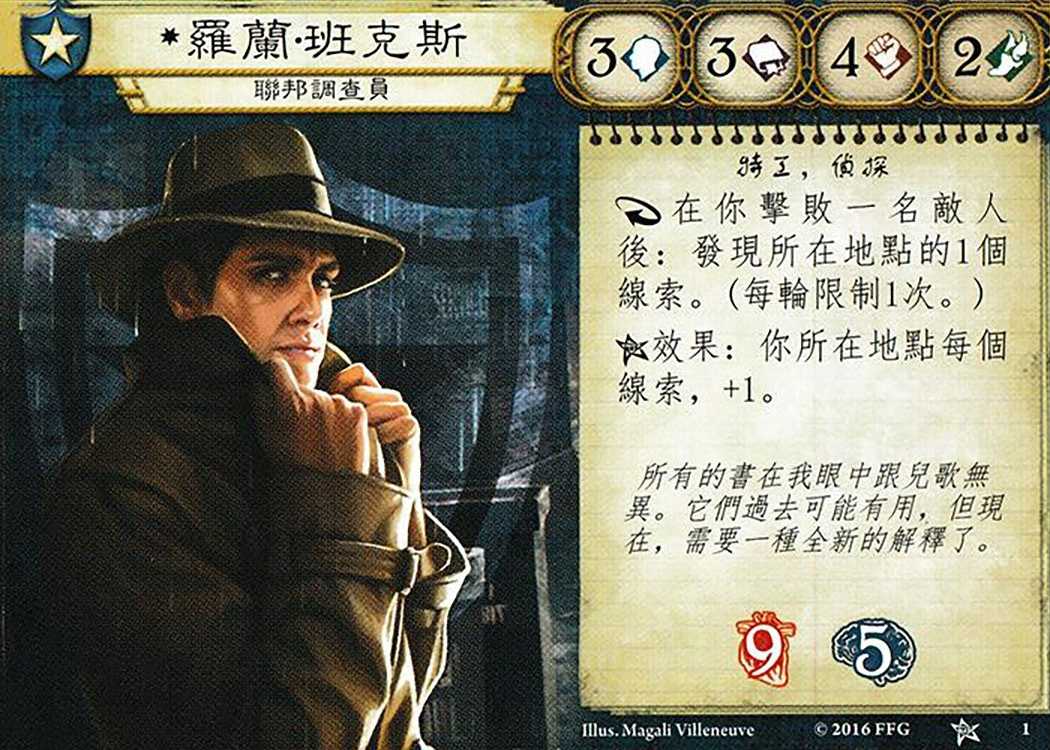 羅蘭·班克斯
聯邦調查員
3 3 4 2
特工，偵探
在你擊敗一名敵人
後：發現所在地點的1個
線索。(每輪限制1次。)
效果：你所在地點每個
線索，+1。
所有的書在我眼中跟兒歌無
異。它們過去可能有用，但現
在，需要一種全新的解釋了。
9 5
Illus. Magali Villeneuve © 2016 FFG 1